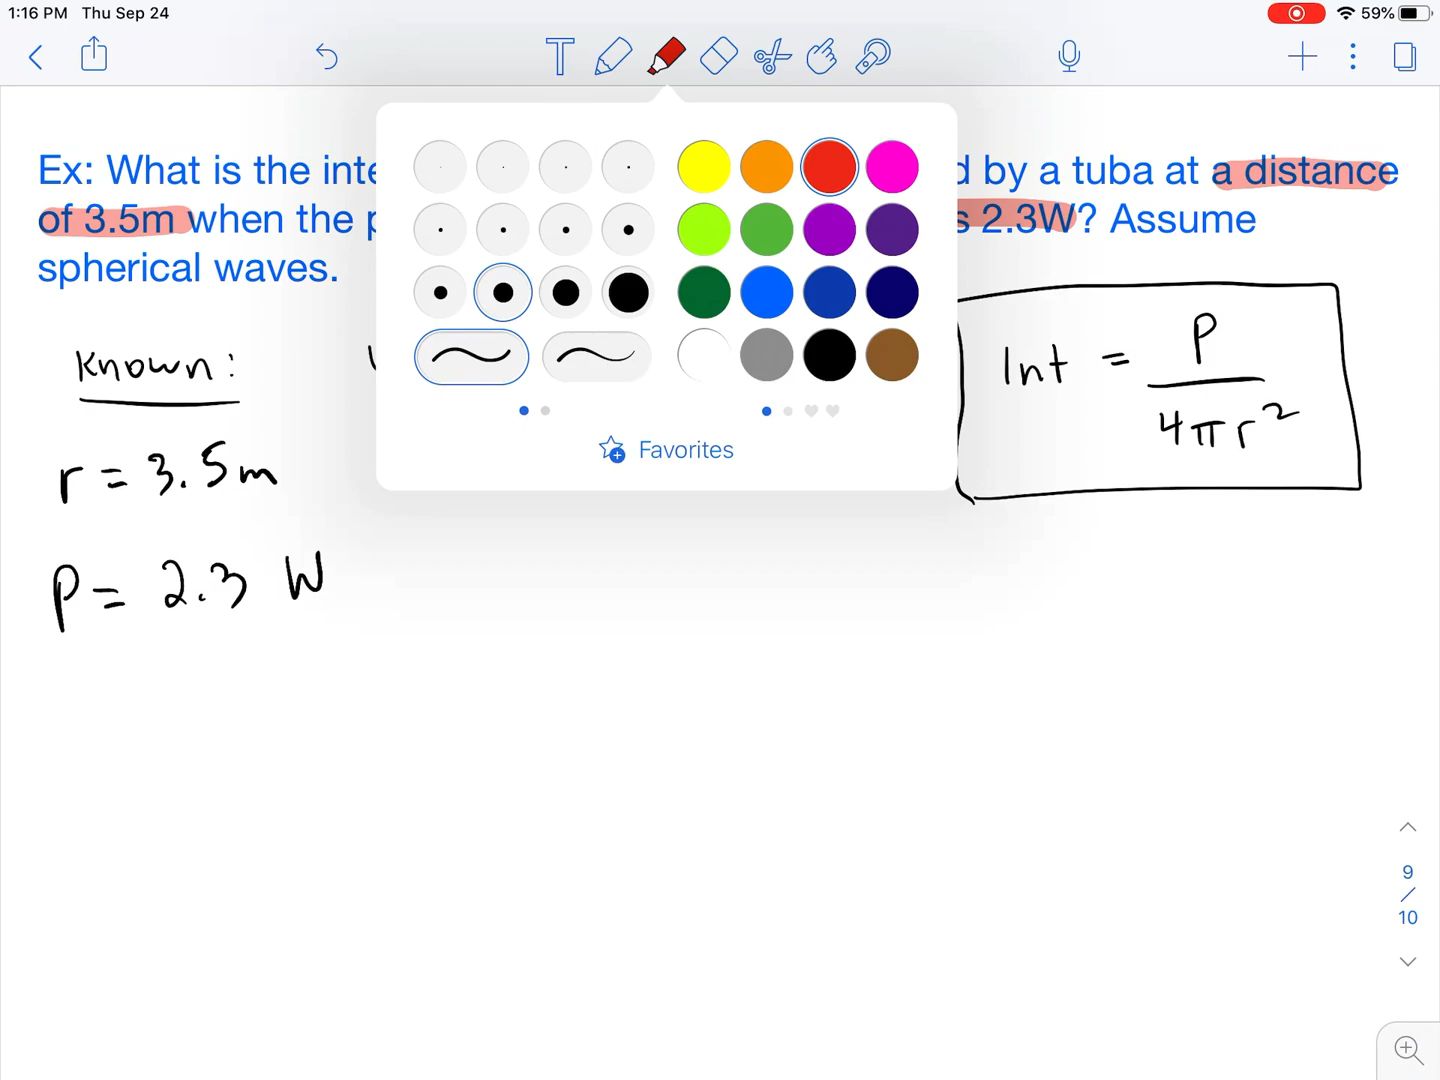 1:16 PM Thu Sep 24
59%
T
Ex: What is the inte d by a tuba at a distance
of 3.5m when the p s 2.3W? Assume
spherical waves.
Known:
Int = P / 4πr²
r = 3.5m
P = 2.3 W
Favorites
9
/
10